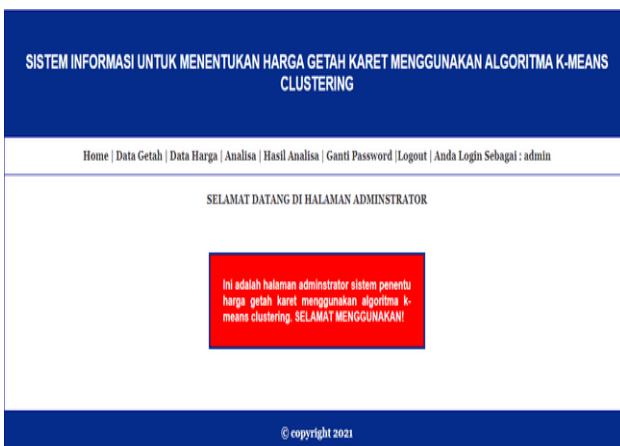 SISTEM INFORMASI UNTUK MENENTUKAN HARGA GETAH KARET MENGGUNAKAN ALGORITMA K-MEANS
CLUSTERING
Home | Data Getah | Data Harga | Analisa | Hasil Analisa | Ganti Password |Logout | Anda Login Sebagai : admin
SELAMAT DATANG DI HALAMAN ADMINSTRATOR
Ini adalah halaman adminstrator sistem penentu
harga getah karet menggunakan algoritma k-
means clustering. SELAMAT MENGGUNAKAN!
© copyright 2021